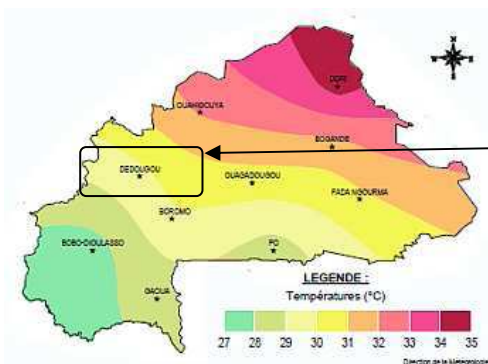 DORI
OUAHIGOUYA
BOGANDE
DEDOUGOU
OUAGADOUGOU
FADA NGOURMA
BOROMO
BOBO-DIOULASSO
PO
GAOUA
LEGENDE :
Températures (°C)
27 28 29 30 31 32 33 34 35
Direction de la Météorologie